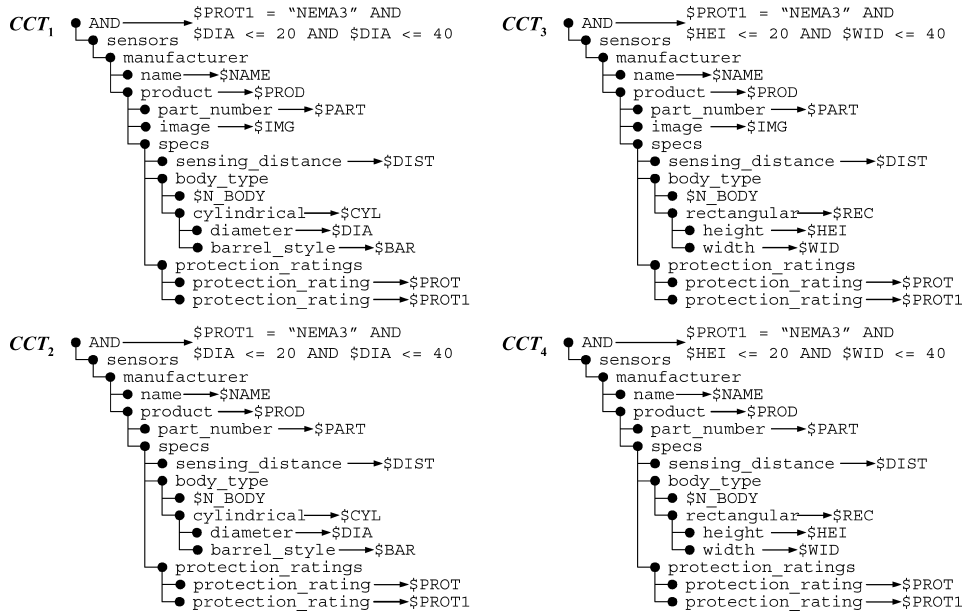 CCT1 AND $PROT1 = “NEMA3” AND
$DIA <= 20 AND $DIA <= 40
sensors
manufacturer
name $NAME
product $PROD
part_number $PART
image $IMG
specs
sensing_distance $DIST
body_type
$N_BODY
cylindrical $CYL
diameter $DIA
barrel_style $BAR
protection_ratings
protection_rating $PROT
protection_rating $PROT1
CCT2 AND $PROT1 = “NEMA3” AND
$DIA <= 20 AND $DIA <= 40
sensors
manufacturer
name $NAME
product $PROD
part_number $PART
specs
sensing_distance $DIST
body_type
$N_BODY
cylindrical $CYL
diameter $DIA
barrel_style $BAR
protection_ratings
protection_rating $PROT
protection_rating $PROT1
CCT3 AND $PROT1 = “NEMA3” AND
$HEI <= 20 AND $WID <= 40
sensors
manufacturer
name $NAME
product $PROD
part_number $PART
image $IMG
specs
sensing_distance $DIST
body_type
$N_BODY
rectangular $REC
height $HEI
width $WID
protection_ratings
protection_rating $PROT
protection_rating $PROT1
CCT4 AND $PROT1 = “NEMA3” AND
$HEI <= 20 AND $WID <= 40
sensors
manufacturer
name $NAME
product $PROD
part_number $PART
specs
sensing_distance $DIST
body_type
$N_BODY
rectangular $REC
height $HEI
width $WID
protection_ratings
protection_rating $PROT
protection_rating $PROT1